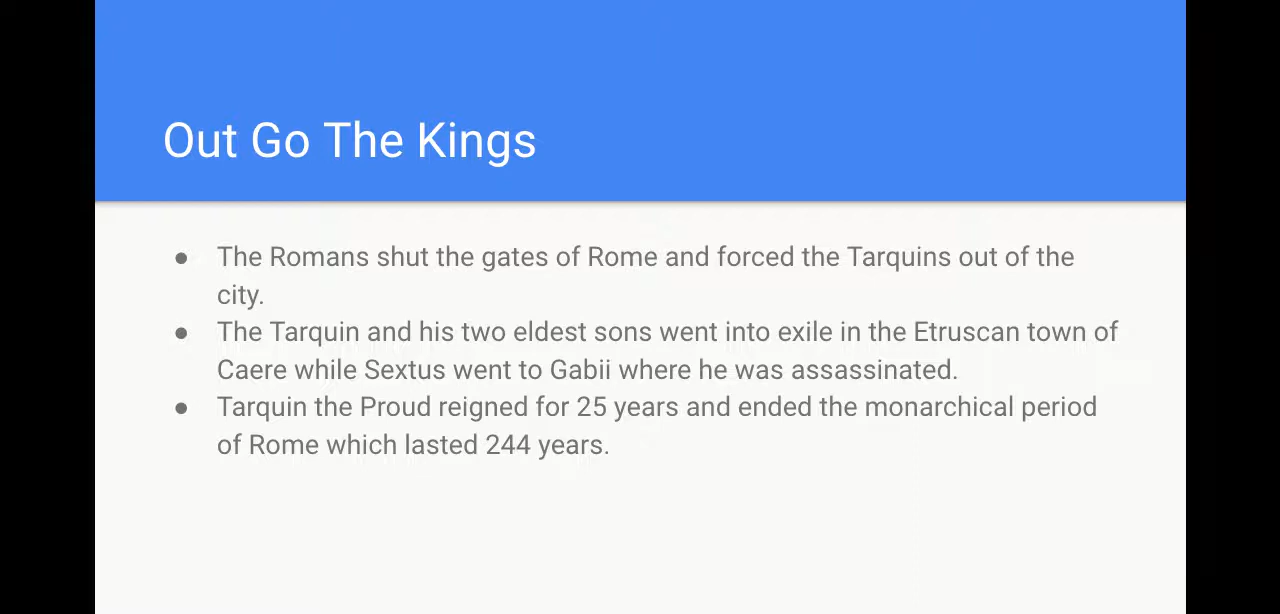 Out Go The Kings
● The Romans shut the gates of Rome and forced the Tarquins out of the
city.
● The Tarquin and his two eldest sons went into exile in the Etruscan town of
Caere while Sextus went to Gabii where he was assassinated.
● Tarquin the Proud reigned for 25 years and ended the monarchical period
of Rome which lasted 244 years.